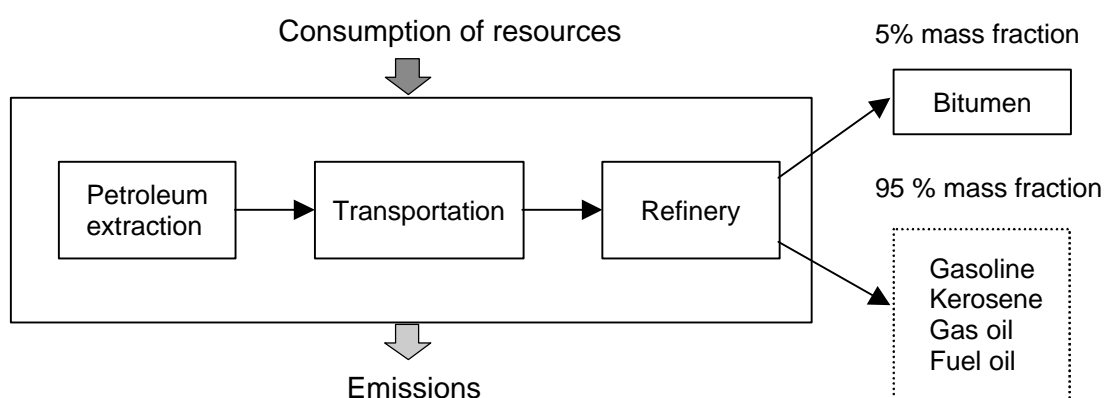 Consumption of resources
5% mass fraction
Bitumen
Petroleum
extraction
Transportation
Refinery
95 % mass fraction
Gasoline
Kerosene
Gas oil
Fuel oil
Emissions